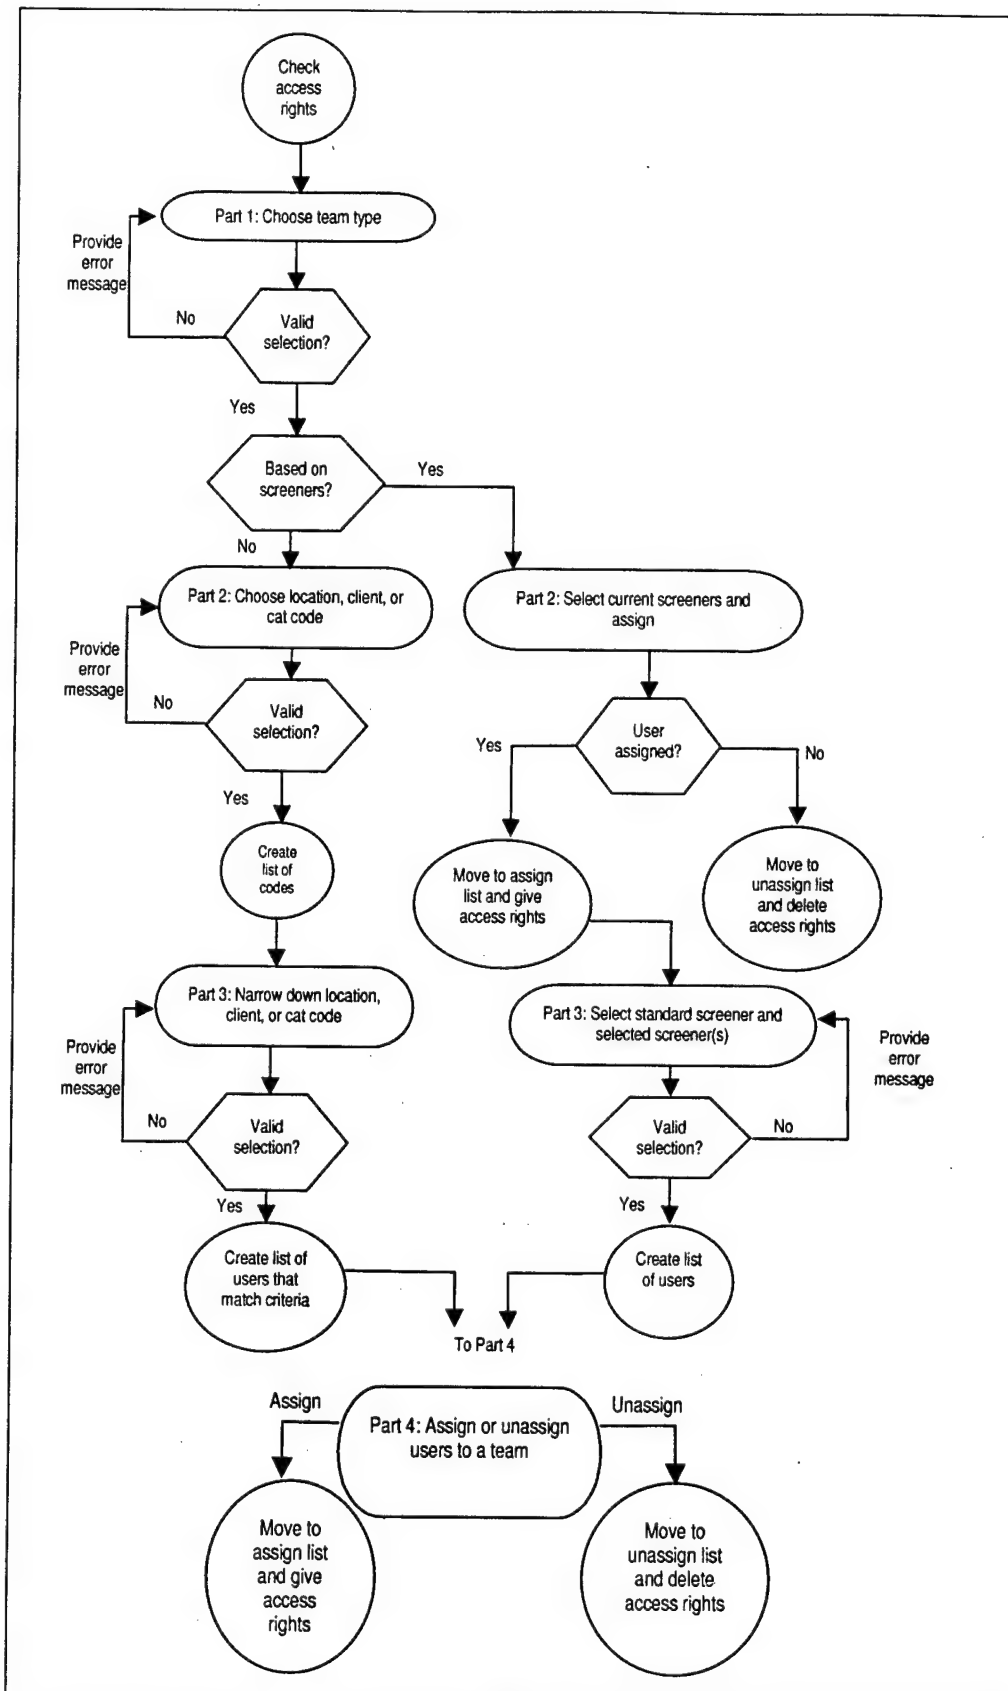 Check
access
rights
Part 1: Choose team type
Provide
error
message
No
Valid
selection?
Yes
Based on
screeners?
Yes
No
Part 2: Choose location, client, or
cat code
Part 2: Select current screeners and
assign
Provide
error
message
No
Valid
selection?
Yes
User
assigned?
No
Yes
Create
list of
codes
Move to assign
list and give
access rights
Move to
unassign list
and delete
access rights
Part 3: Narrow down location,
client, or cat code
Part 3: Select standard screener and
selected screener(s)
Provide
error
message
Provide
error
message
No
Valid
selection?
Valid
selection?
No
Yes
Yes
Create list of
users that
match criteria
Create list
of users
To Part 4
Assign
Part 4: Assign or unassign
users to a team
Unassign
Move to
assign list
and give
access
rights
Move to
unassign list
and delete
access rights